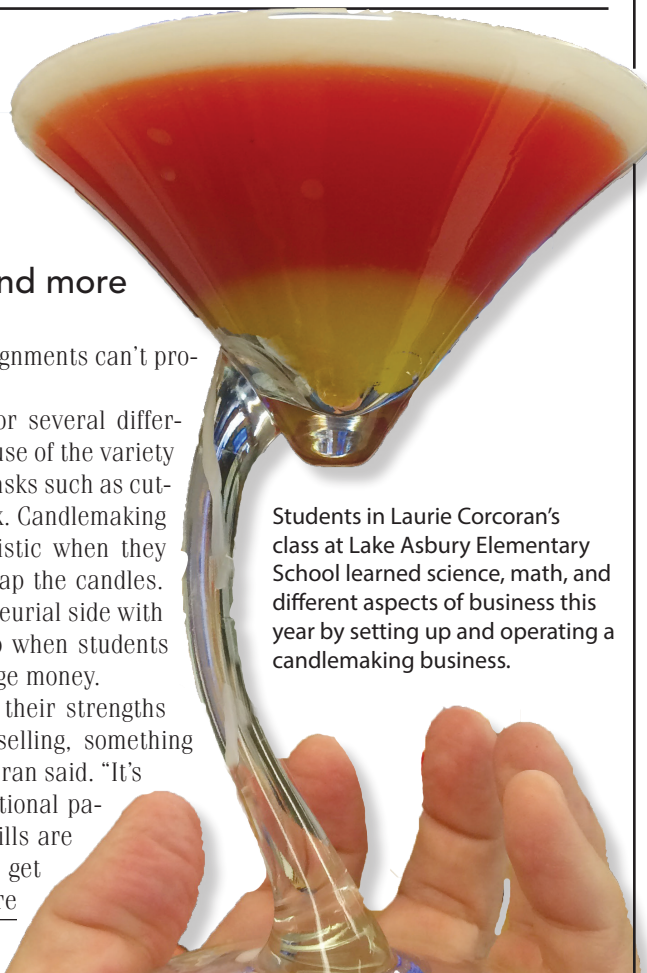 nd more
gnments can't pro-
or several differ-
use of the variety
asks such as cut-
x. Candlemaking
istic when they
ap the candles.
eurial side with
o when students
ge money.
their strengths
selling, something
ran said. “It's
tional pa-
ills are
get
re
Students in Laurie Corcoran's
class at Lake Asbury Elementary
School learned science, math, and
different aspects of business this
year by setting up and operating a
candlemaking business.